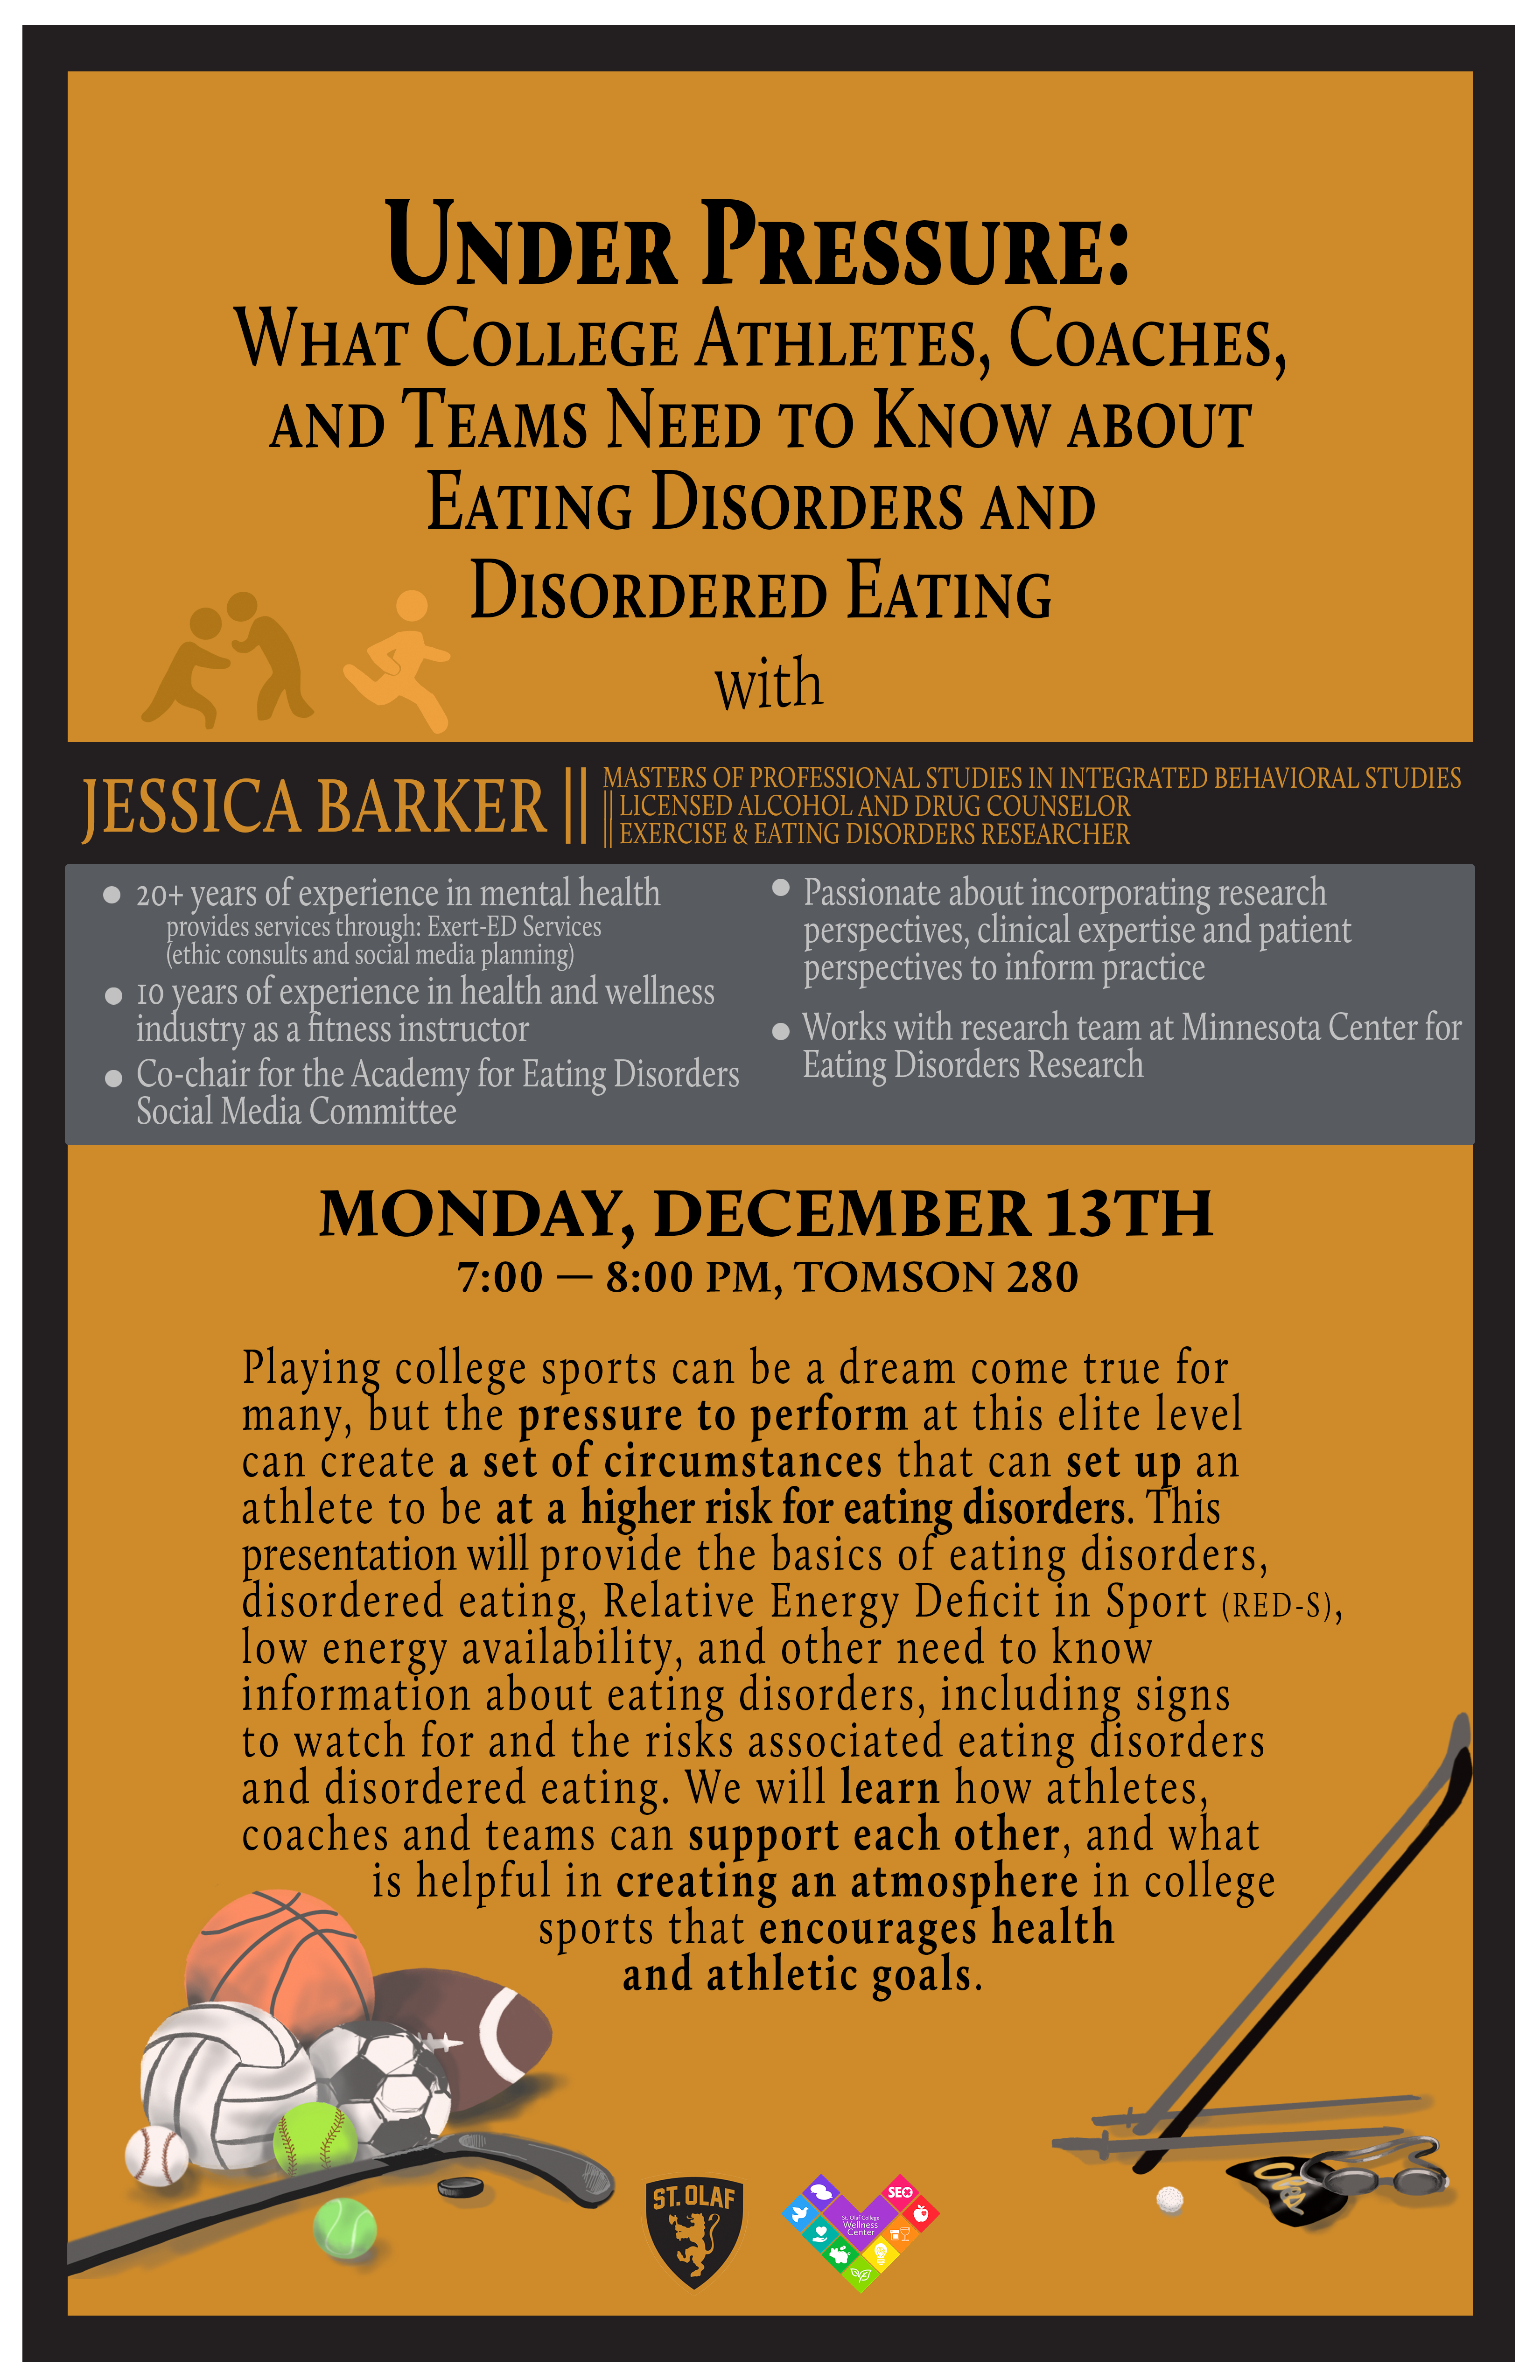 Under Pressure:
What College Athletes, Coaches,
and Teams Need to Know about
Eating Disorders and
Disordered Eating
with
JESSICA BARKER ||
MASTERS OF PROFESSIONAL STUDIES IN INTEGRATED BEHAVIORAL STUDIES
|| LICENSED ALCOHOL AND DRUG COUNSELOR
|| EXERCISE & EATING DISORDERS RESEARCHER
● 20+ years of experience in mental health
provides services through: Exert-ED Services
(ethic consults and social media planning)
● 10 years of experience in health and wellness
industry as a fitness instructor
● Co-chair for the Academy for Eating Disorders
Social Media Committee
● Passionate about incorporating research
perspectives, clinical expertise and patient
perspectives to inform practice
● Works with research team at Minnesota Center for
Eating Disorders Research
MONDAY, DECEMBER 13TH
7:00 — 8:00 PM, TOMSON 280
Playing college sports can be a dream come true for
many, but the pressure to perform at this elite level
can create a set of circumstances that can set up an
athlete to be at a higher risk for eating disorders. This
presentation will provide the basics of eating disorders,
disordered eating, Relative Energy Deficit in Sport (RED-S),
low energy availability, and other need to know
information about eating disorders, including signs
to watch for and the risks associated eating disorders
and disordered eating. We will learn how athletes,
coaches and teams can support each other, and what
is helpful in creating an atmosphere in college
sports that encourages health
and athletic goals.
ST. OLAF
St. Olaf College
Wellness
Center
SEO